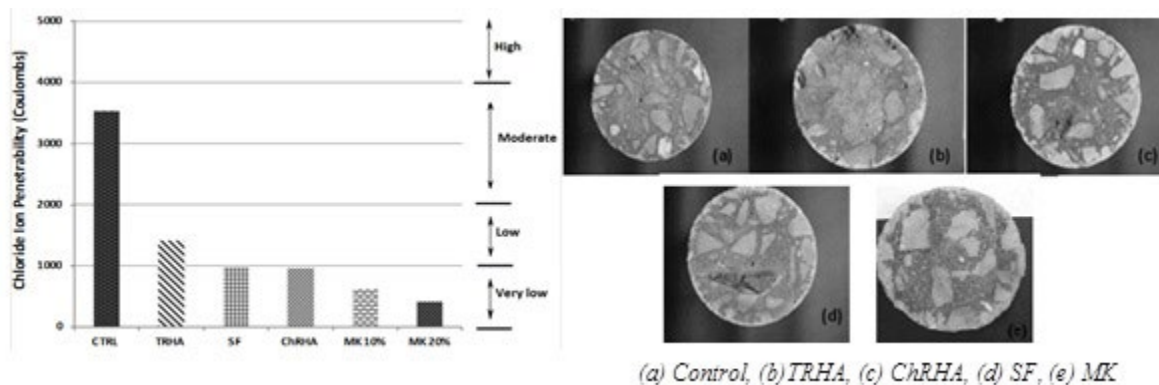 Chloride Ion Penetrability (Coulombs)
5000
4000
3000
2000
1000
0
CTRL
TRHA
SF
ChRHA
MK 10%
MK 20%
High
Moderate
Low
Very low
(a)
(b)
(c)
(d)
(e)
(a) Control, (b)TRHA, (c) ChRHA, (d) SF, (e) MK